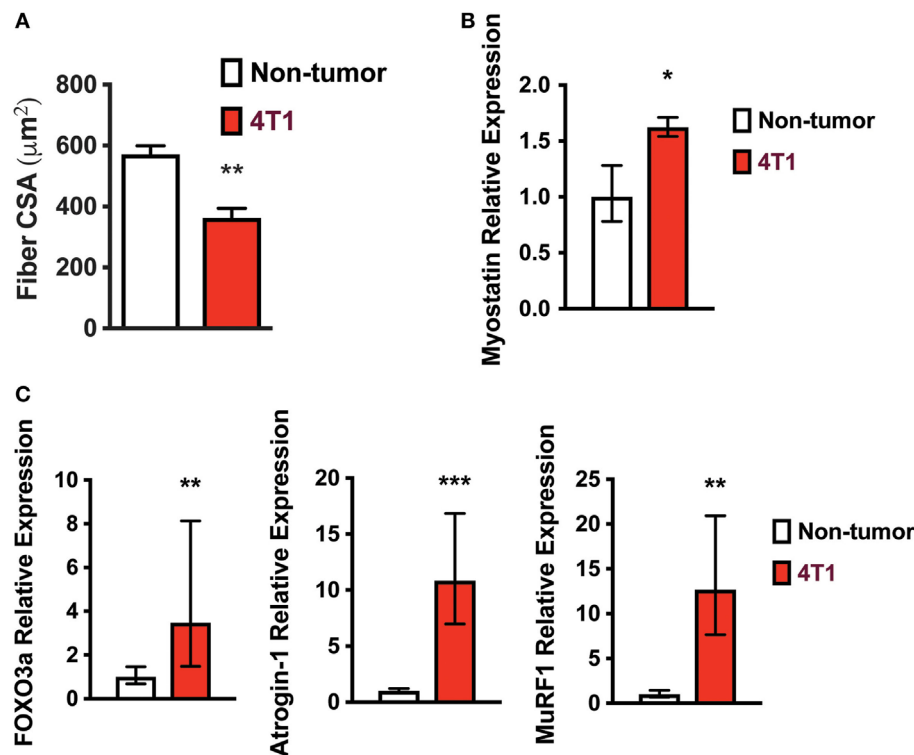 A
Fiber CSA (μm²)
800
600
400
200
0
**
Non-tumor
4T1
B
Myostatin Relative Expression
2.0
1.5
1.0
0.5
0.0
*
Non-tumor
4T1
C
FOXO3a Relative Expression
10
8
6
4
2
0
**
Atrogin-1 Relative Expression
20
15
10
5
0
***
MuRF1 Relative Expression
25
20
15
10
5
0
**
Non-tumor
4T1